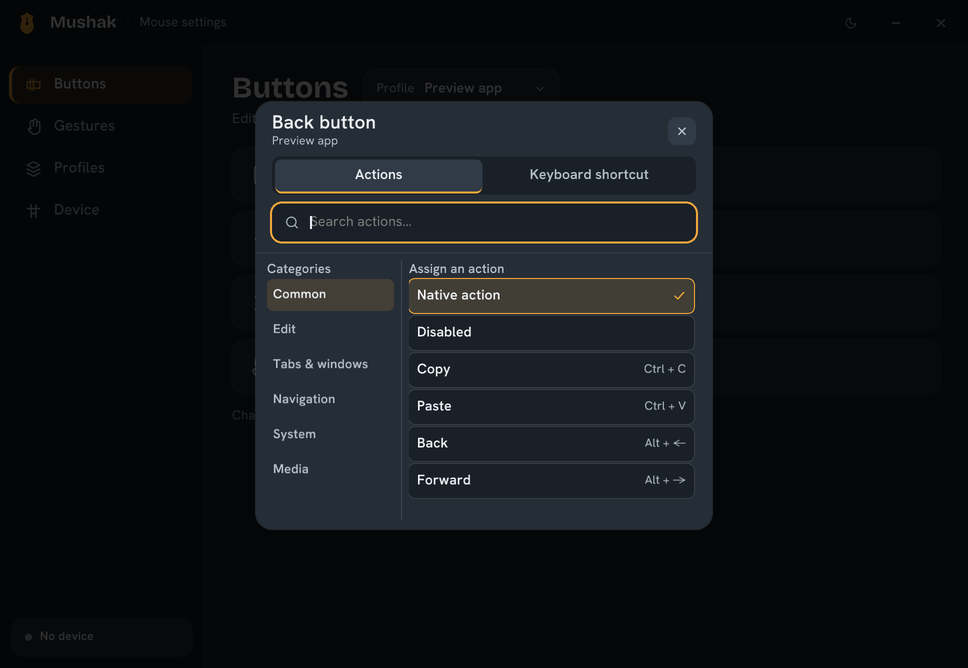 Mushak
Mouse settings
Buttons
Gestures
Profiles
Device
No device
Buttons
Profile Preview app
Edi
Cha
Back button
Preview app
Actions
Keyboard shortcut
Search actions...
Categories
Common
Edit
Tabs & windows
Navigation
System
Media
Assign an action
Native action
Disabled
Copy Ctrl + C
Paste Ctrl + V
Back Alt + ←
Forward Alt + →